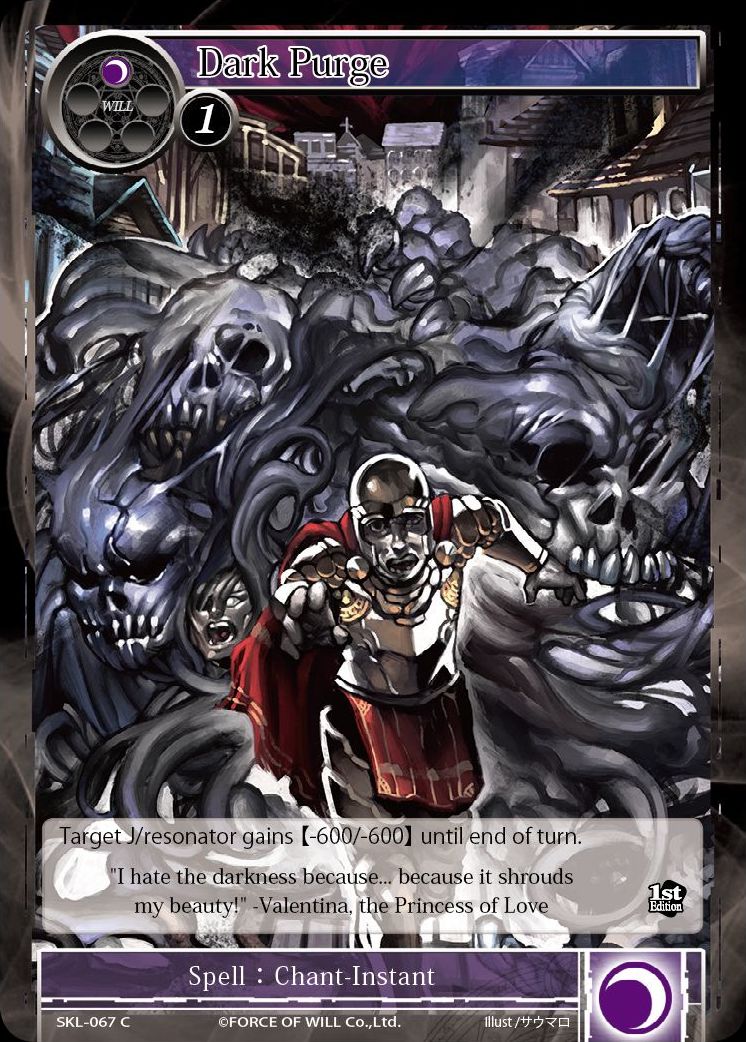 Dark Purge
WILL
1
Target J/resonator gains 【-600/-600】 until end of turn.
"I hate the darkness because... because it shrouds
my beauty!" -Valentina, the Princess of Love
1st
Edition
Spell : Chant-Instant
SKL-067 C ©FORCE OF WILL Co.,Ltd. Illust/サウマロ